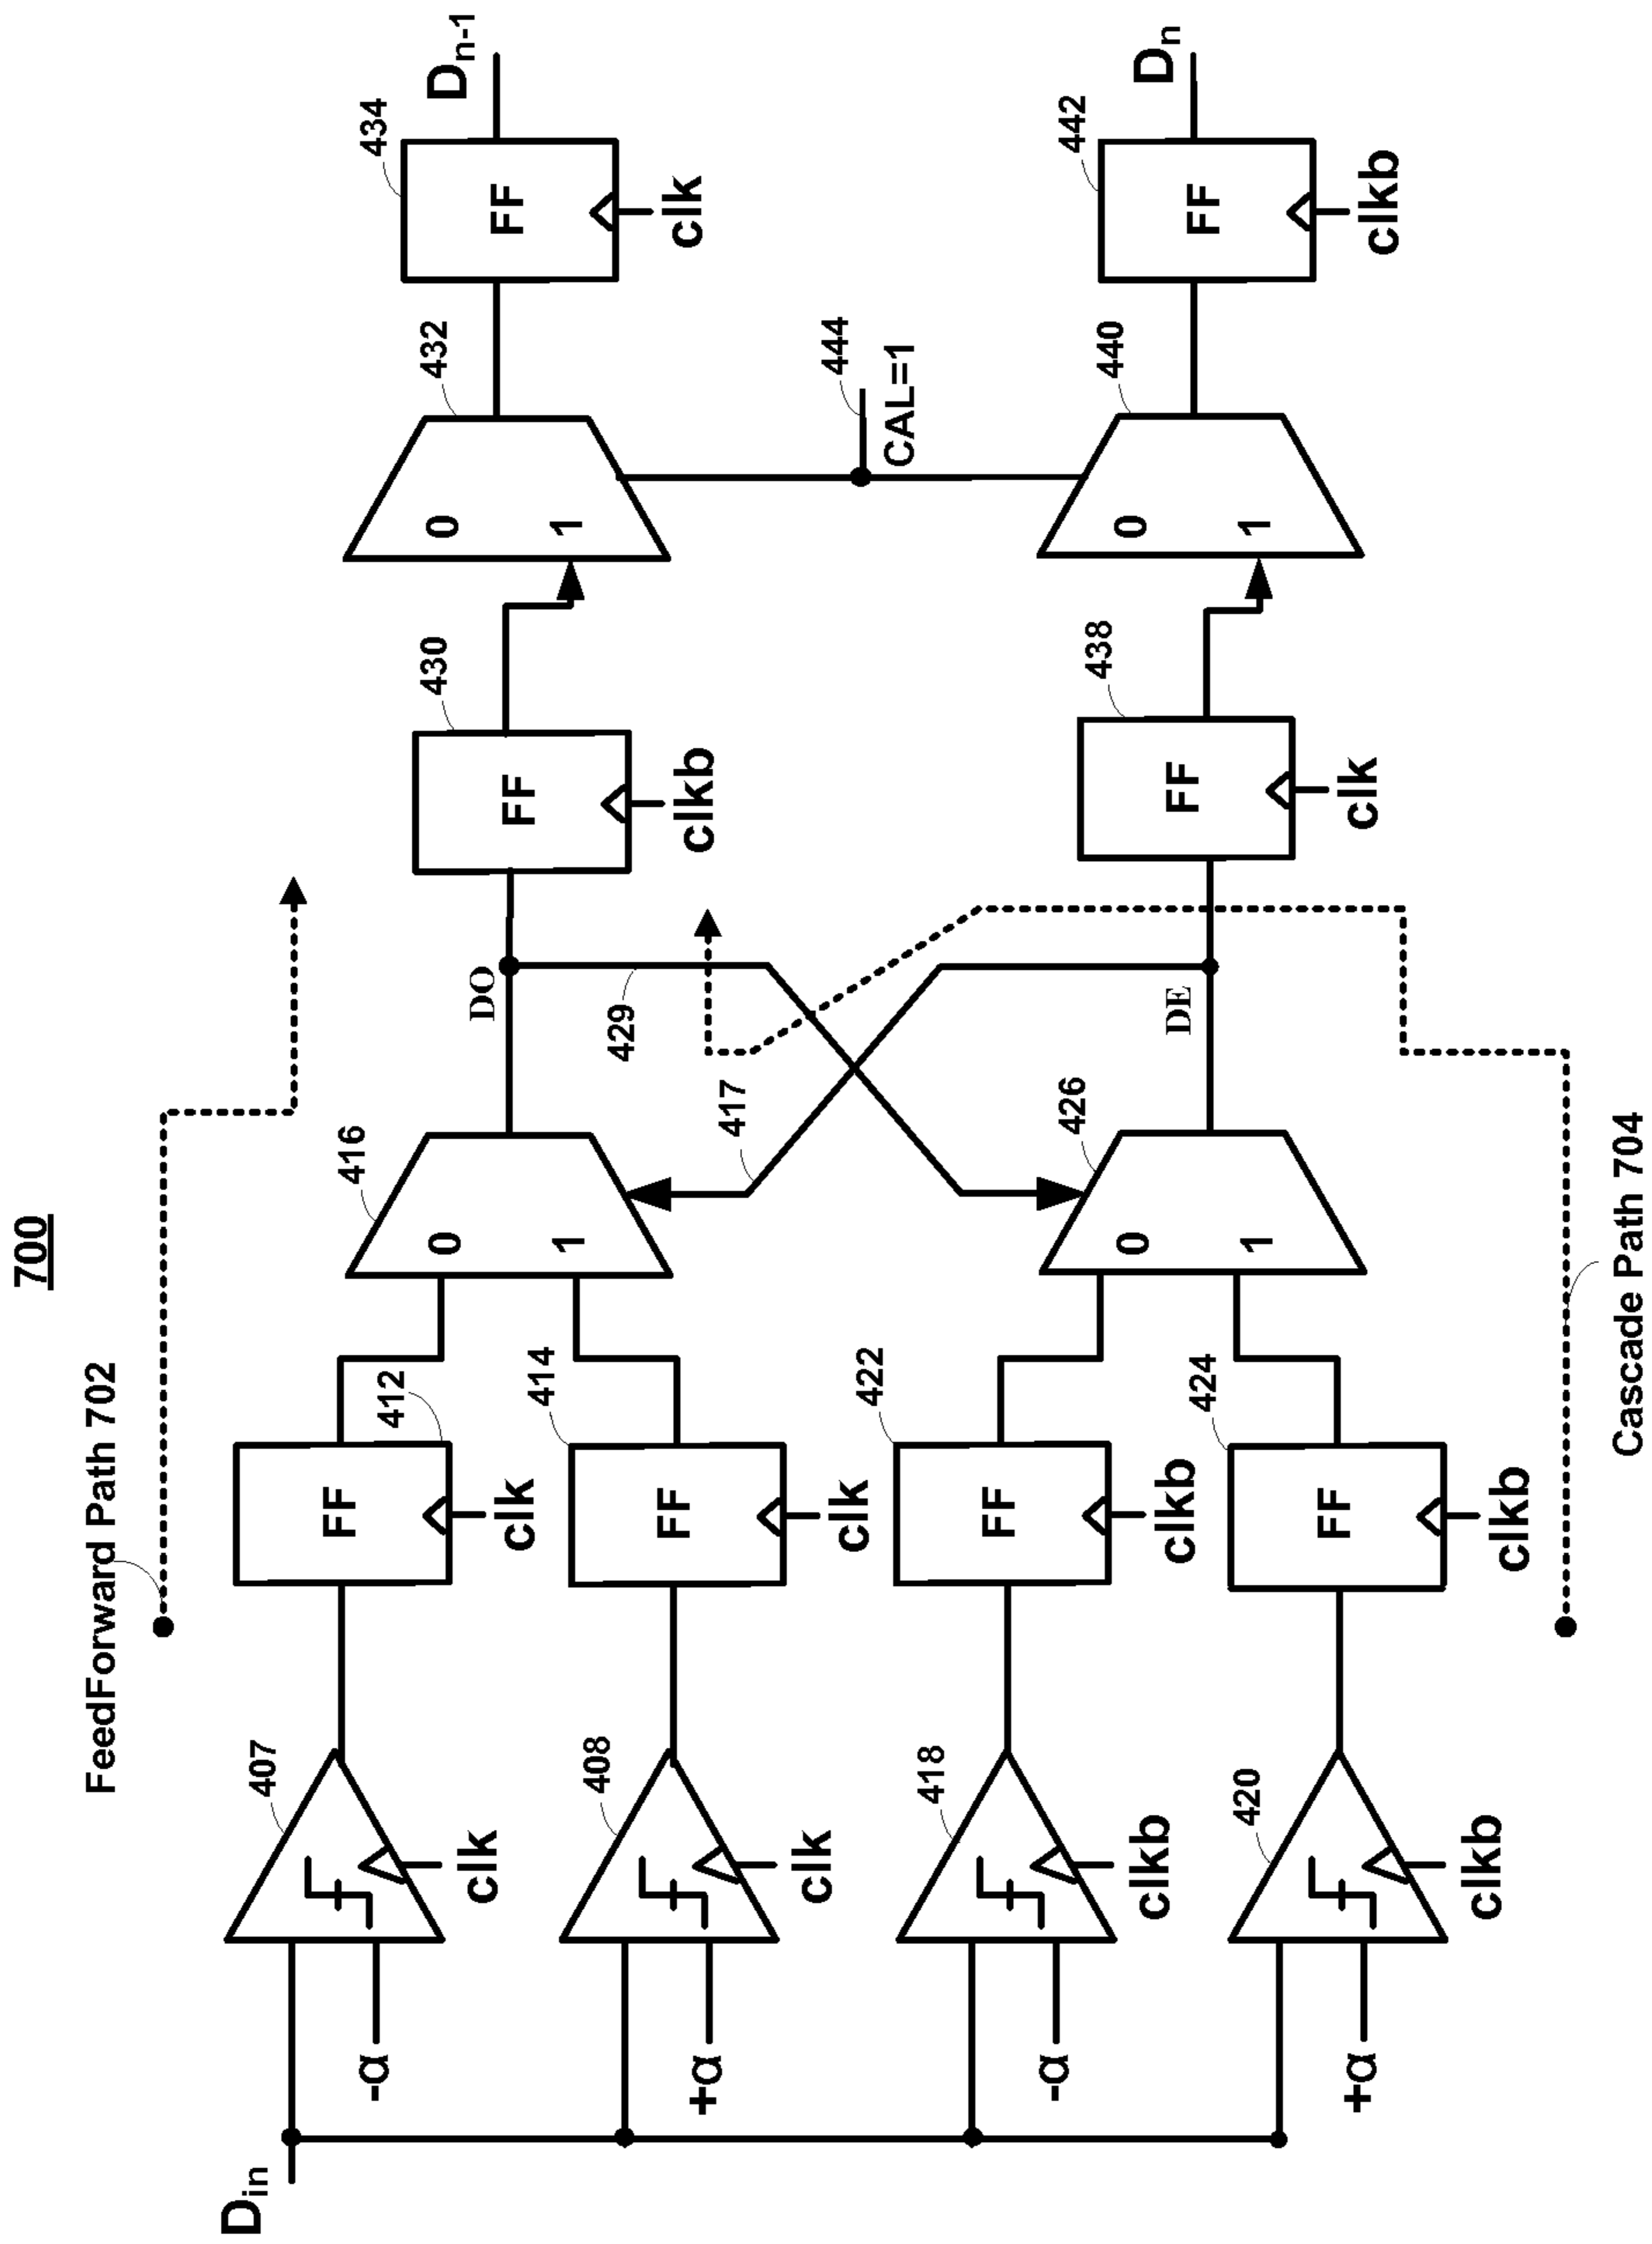 700
FeedForward Path 702
D_in
-α
407
clk
FF
412
clk
0
1
416
417
DO
429
FF
430
clkb
0
1
432
FF
434
clk
D_n-1
+α
408
clk
FF
414
clk
444
CAL=1
-α
418
clkb
FF
422
clkb
0
1
426
DE
FF
438
clk
0
1
440
FF
442
clkb
D_n
+α
420
clkb
FF
424
clkb
Cascade Path 704